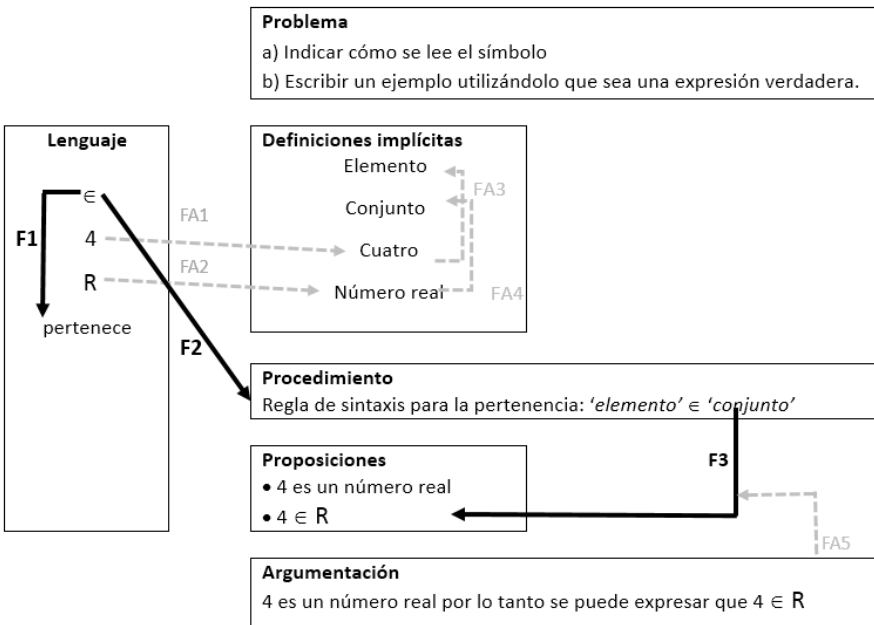 Problema
a) Indicar cómo se lee el símbolo
b) Escribir un ejemplo utilizándolo que sea una expresión verdadera.
Lenguaje
∈
4
R
pertenece
F1
FA1
FA2
F2
Definiciones implícitas
Elemento
Conjunto
Cuatro
Número real
FA3
FA4
Procedimiento
Regla de sintaxis para la pertenencia: ‘elemento’ ∈ ‘conjunto’
Proposiciones
• 4 es un número real
• 4 ∈ R
F3
FA5
Argumentación
4 es un número real por lo tanto se puede expresar que 4 ∈ R